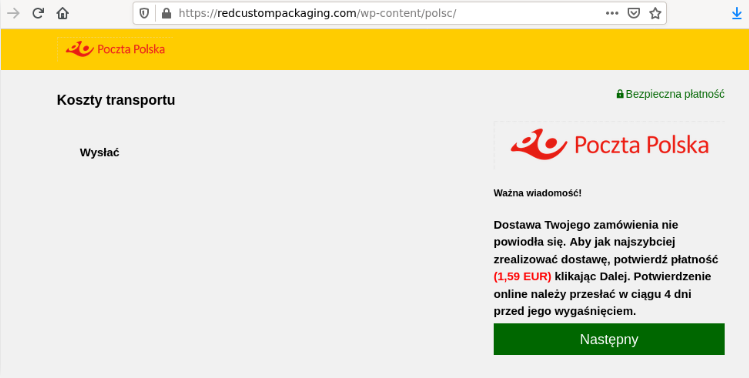 https://redcustompackaging.com/wp-content/polsc/
Poczta Polska
Koszty transportu
Bezpieczna płatność
Wysłać
Poczta Polska
Ważna wiadomość!
Dostawa Twojego zamówienia nie
powiodła się. Aby jak najszybciej
zrealizować dostawę, potwierdź płatność
(1,59 EUR) klikając Dalej. Potwierdzenie
online należy przesłać w ciągu 4 dni
przed jego wygaśnięciem.
Następny